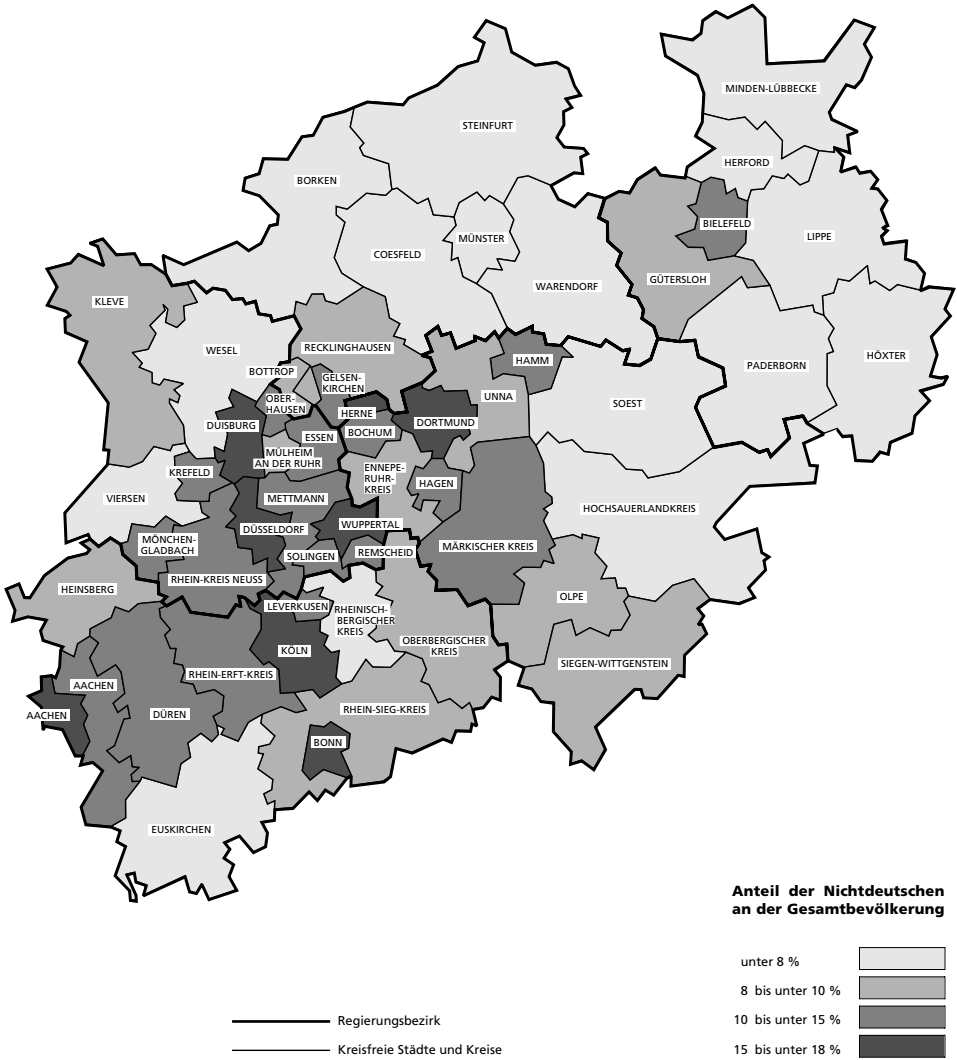 MINDEN-LÜBBECKE
STEINFURT
HERFORD
BORKEN
BIELEFELD
LIPPE
MÜNSTER
COESFELD
GÜTERSLOH
WARENDORF
KLEVE
RECKLINGHAUSEN
WESEL
HAMM
HÖXTER
PADERBORN
BOTTROP
GELSEN-
KIRCHEN
UNNA
OBER-
HAUSEN
SOEST
HERNE
DORTMUND
DUISBURG
BOCHUM
ESSEN
MÜLHEIM
AN DER RUHR
KREFELD
ENNEPE-
RUHR-
KREIS
HAGEN
VIERSEN
METTMANN
HOCHSAUERLANDKREIS
WUPPERTAL
DÜSSELDORF
MÖNCHEN-
GLADBACH
MÄRKISCHER KREIS
REMSCHEID
SOLINGEN
RHEIN-KREIS NEUSS
HEINSBERG
OLPE
LEVERKUSEN
RHEINISCH-
BERGISCHER
KREIS
OBERBERGISCHER
KREIS
KÖLN
SIEGEN-WITTGENSTEIN
RHEIN-ERFT-KREIS
AACHEN
RHEIN-SIEG-KREIS
AACHEN
DÜREN
BONN
EUSKIRCHEN
Anteil der Nichtdeutschen
an der Gesamtbevölkerung
unter 8 %
8 bis unter 10 %
10 bis unter 15 %
15 bis unter 18 %
Regierungsbezirk
Kreisfreie Städte und Kreise